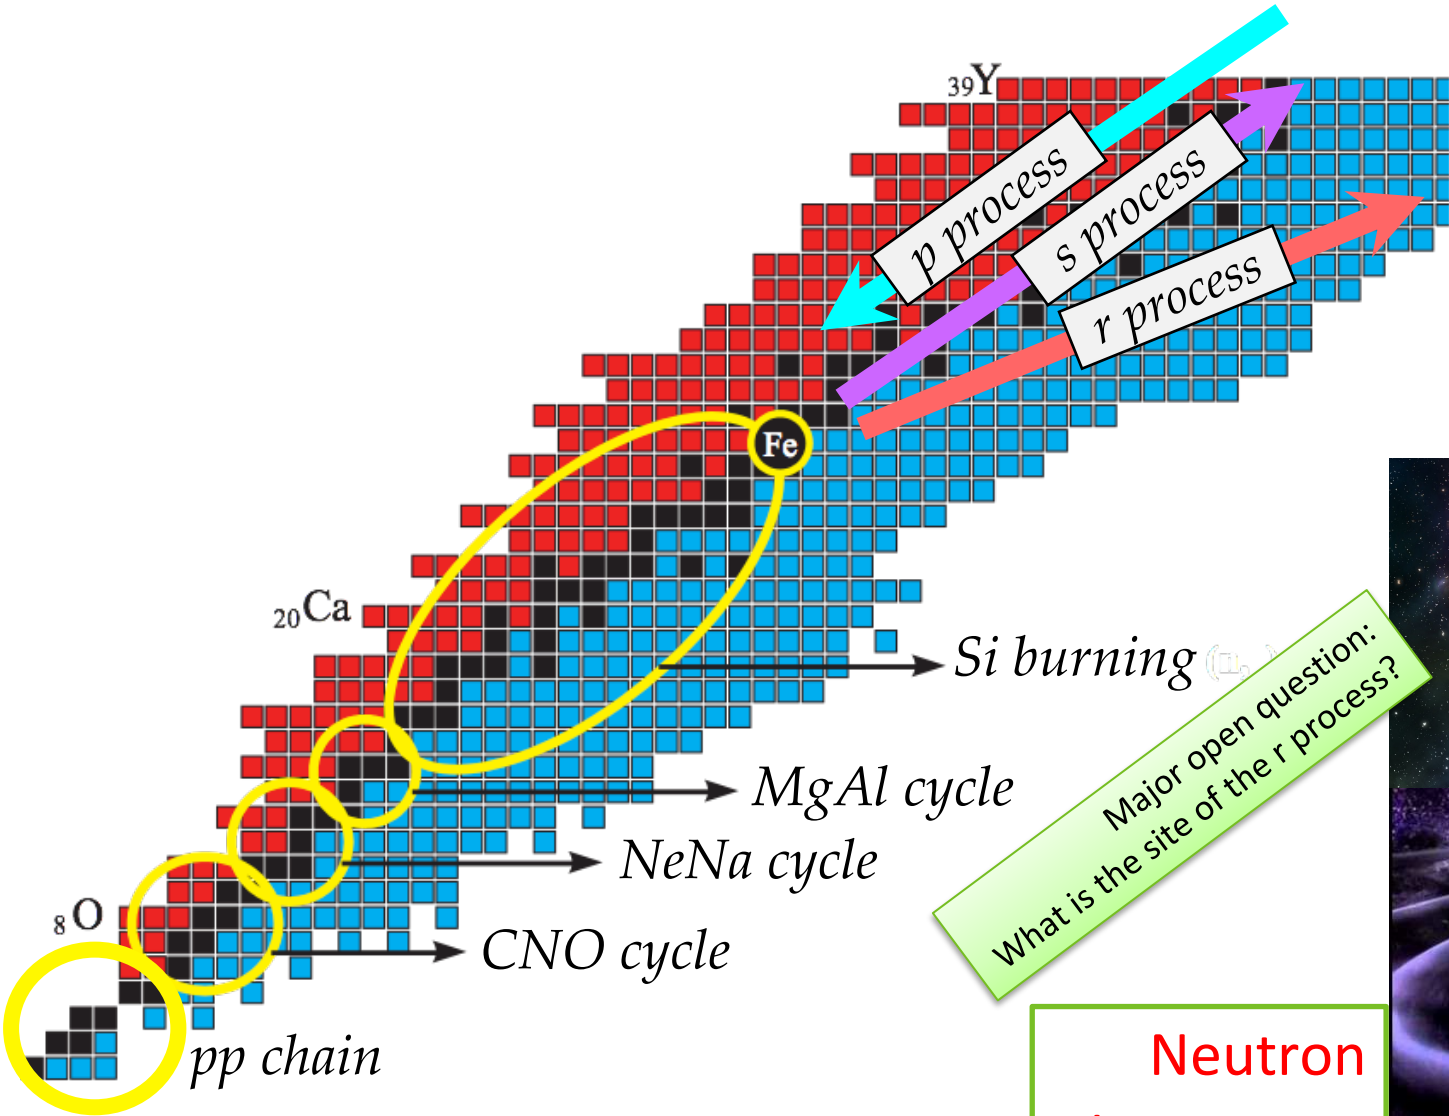 39Y
p process
s process
r process
Fe
20Ca
Si burning
Major open question:
What is the site of the r process?
MgAl cycle
NeNa cycle
8O
CNO cycle
pp chain
Neutron